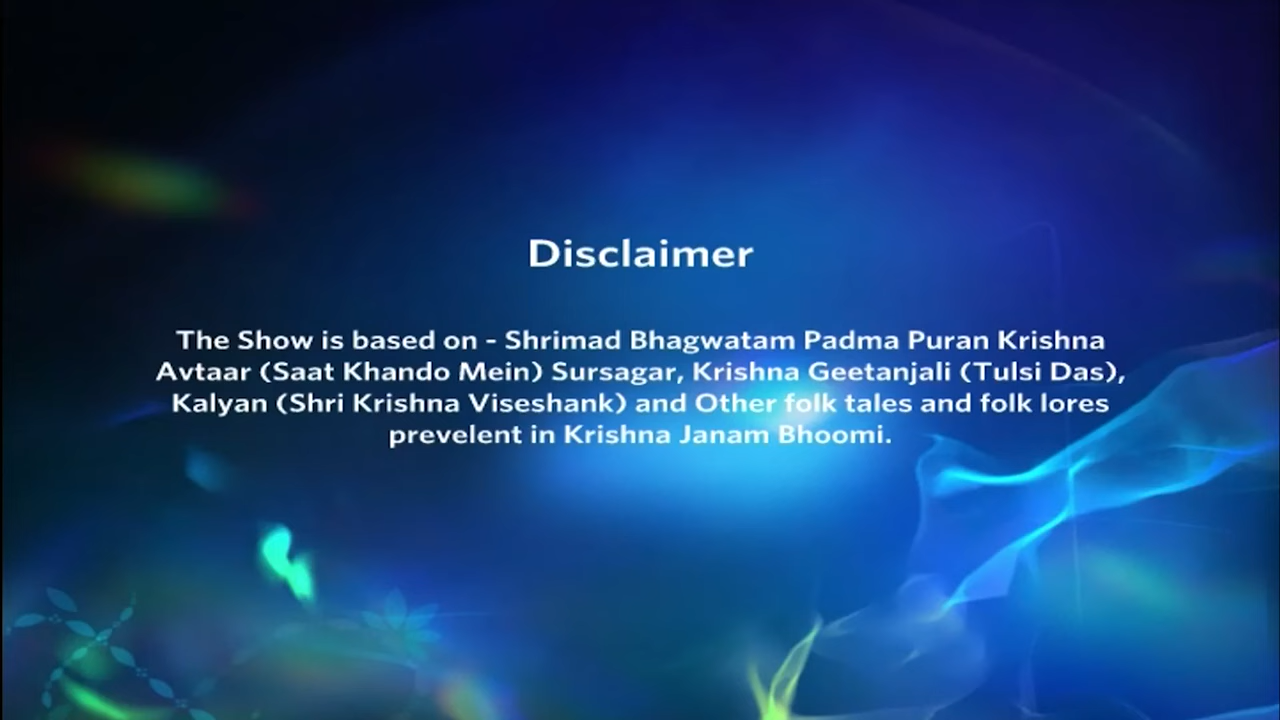 Disclaimer
The Show is based on - Shrimad Bhagwatam Padma Puran Krishna
Avtaar (Saat Khando Mein) Sursagar, Krishna Geetanjali (Tulsi Das),
Kalyan (Shri Krishna Viseshank) and Other folk tales and folk lores
prevelent in Krishna Janam Bhoomi.